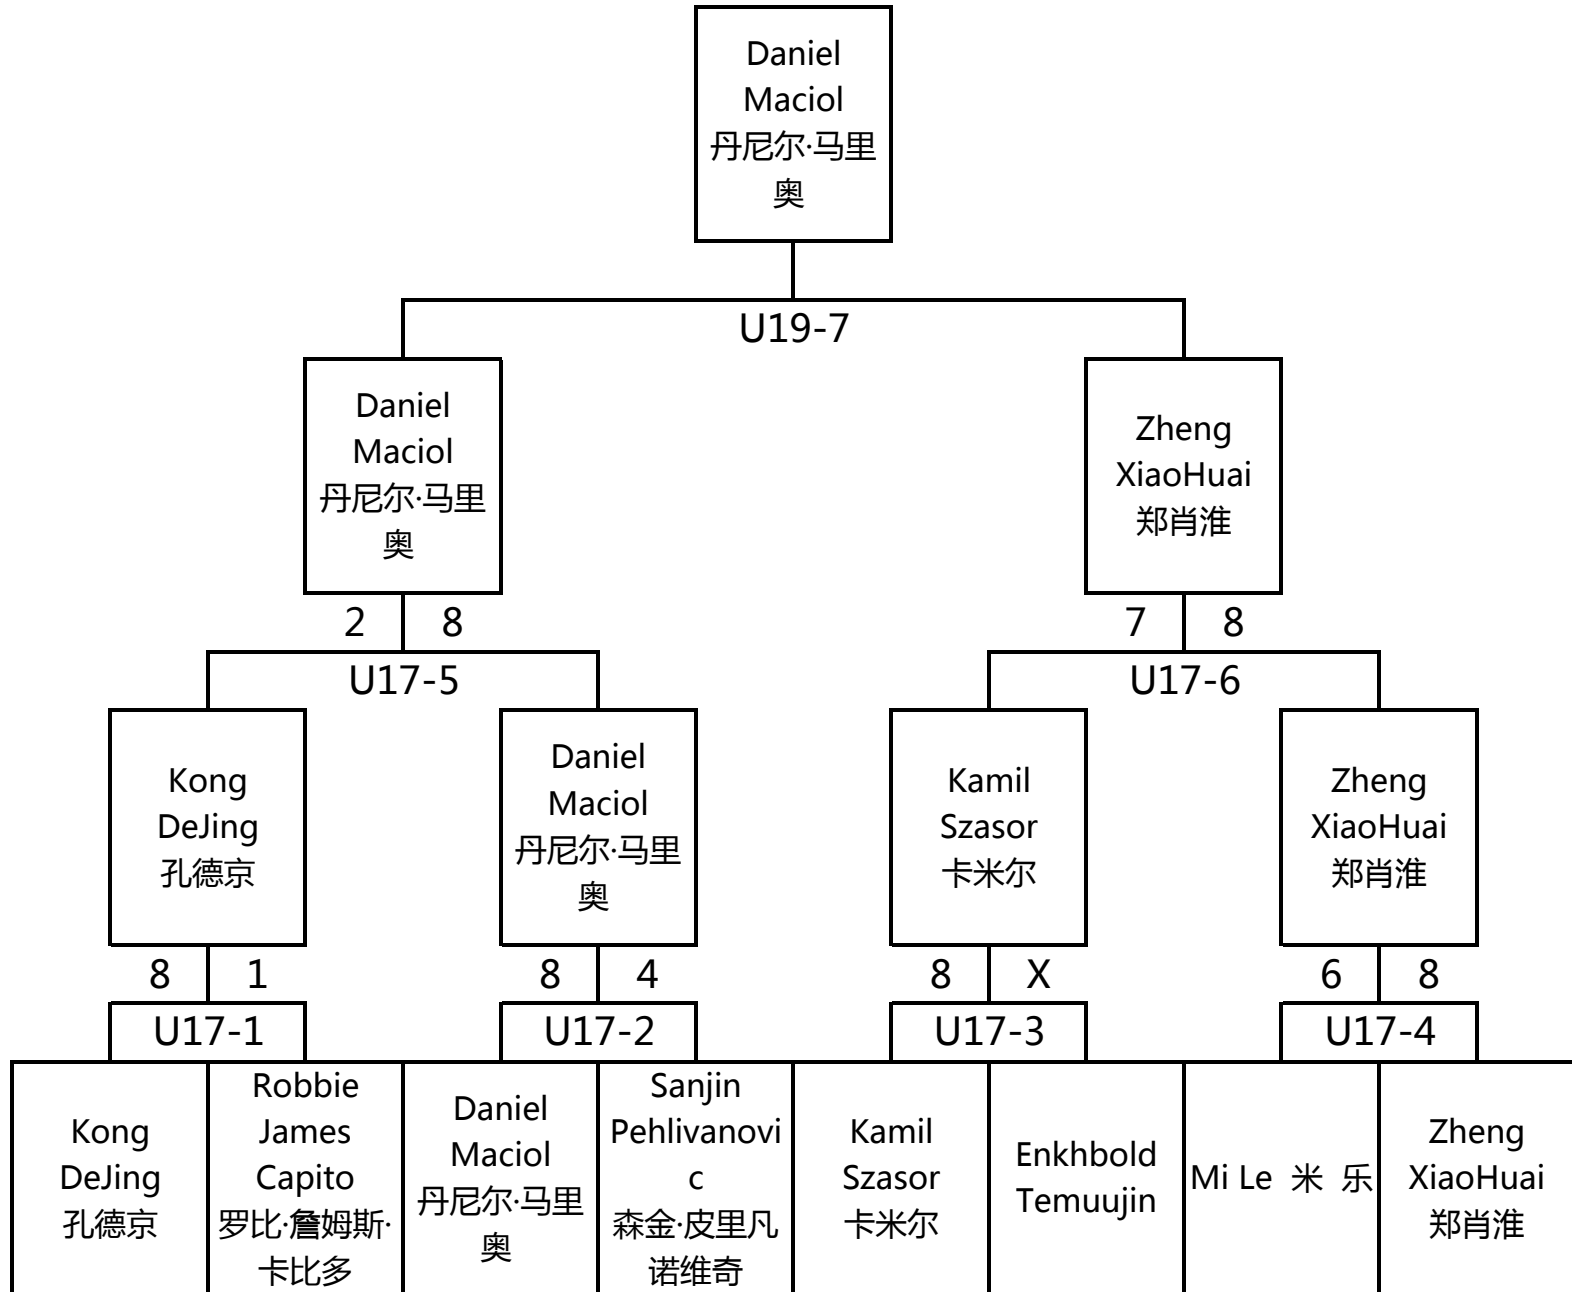 Daniel
Maciol
丹尼尔·马里
奥
U19-7
Daniel
Maciol
丹尼尔·马里
奥
Zheng
XiaoHuai
郑肖淮
2 8
7 8
U17-5
U17-6
Kong
DeJing
孔德京
Daniel
Maciol
丹尼尔·马里
奥
Kamil
Szasor
卡米尔
Zheng
XiaoHuai
郑肖淮
8 1
8 4
8 X
6 8
U17-1
U17-2
U17-3
U17-4
Kong
DeJing
孔德京
Robbie
James
Capito
罗比·詹姆斯·
卡比多
Daniel
Maciol
丹尼尔·马里
奥
Sanjin
Pehlivanovi
c
森金·皮里凡
诺维奇
Kamil
Szasor
卡米尔
Enkhbold
Temuujin
Mi Le 米 乐
Zheng
XiaoHuai
郑肖淮